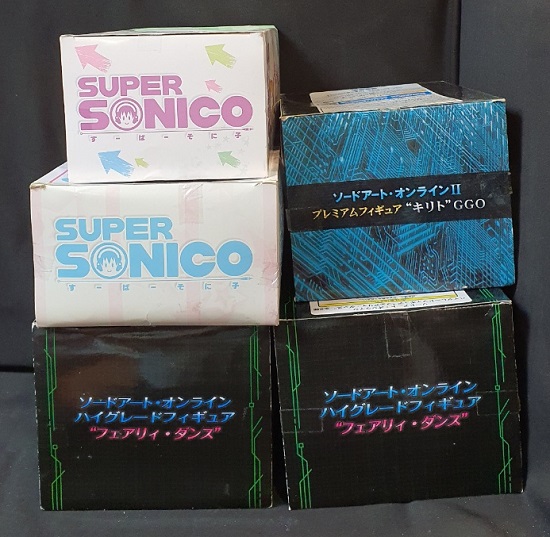 SUPER
SONICO
すーぱーそに子
SUPER
SONICO
すーぱーそに子
ソードアート・オンラインII
プレミアムフィギュア “キリト” GGO
ソードアート・オンライン
ハイグレードフィギュア
“フェアリィ・ダンス”
ソードアート・オンライン
ハイグレードフィギュア
“フェアリィ・ダンス”